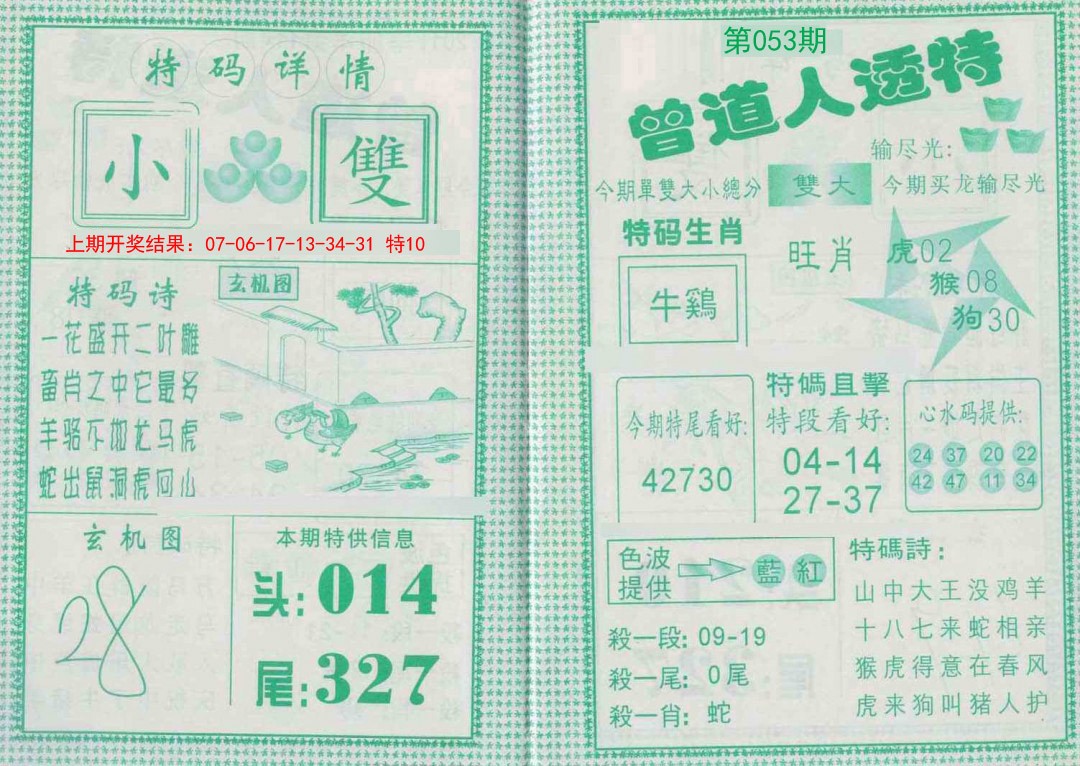 特码详情
小 雙
上期开奖结果: 07-06-17-13-34-31 特10
特码诗
一花盛开二叶雕
畜肖之中它最多
羊骆不如龙马虎
蛇出鼠洞虎回山
玄机图
玄机图
28
本期特供信息
头:014
尾:327
第053期
曾道人透特
输尽光:
今期單雙大小總分 雙大 今期买龙输尽光
特码生肖
牛鷄
旺肖
虎02
猴08
狗30
今期特尾看好:
42730
特碼直擊
特段看好:
04-14
27-37
心水码提供:
24 37 20 22
42 47 11 34
色波
提供
藍 紅
殺一段: 09-19
殺一尾: 0尾
殺一肖: 蛇
特碼詩:
山中大王没鸡羊
十八七来蛇相亲
猴虎得意在春风
虎来狗叫猪人护